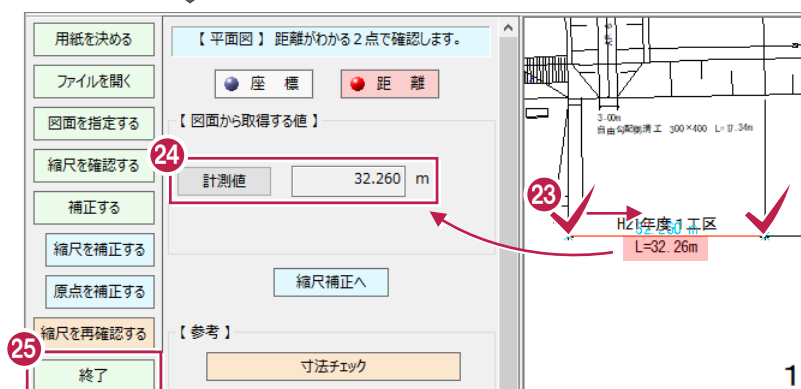 用紙を決める
ファイルを開く
図面を指定する
縮尺を確認する
補正する
縮尺を補正する
原点を補正する
縮尺を再確認する
25
終了
【 平面図 】 距離がわかる2点で確認します。
座 標
距 離
【 図面から取得する値 】
24
計測値
32.260 m
縮尺補正へ
【 参考 】
寸法チェック
3-00m
自由勾配側溝工 300×400 L=17.34m
23
H21年度 1工区
32.260 m
L=32.26m
1